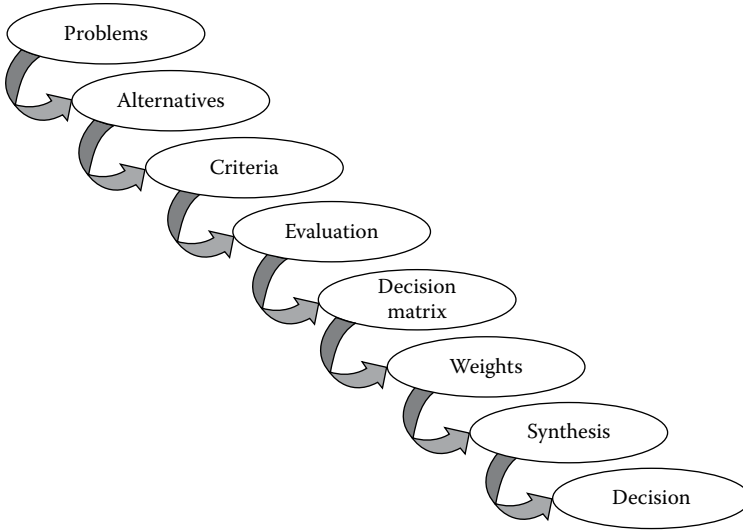 Problems
Alternatives
Criteria
Evaluation
Decision
matrix
Weights
Synthesis
Decision